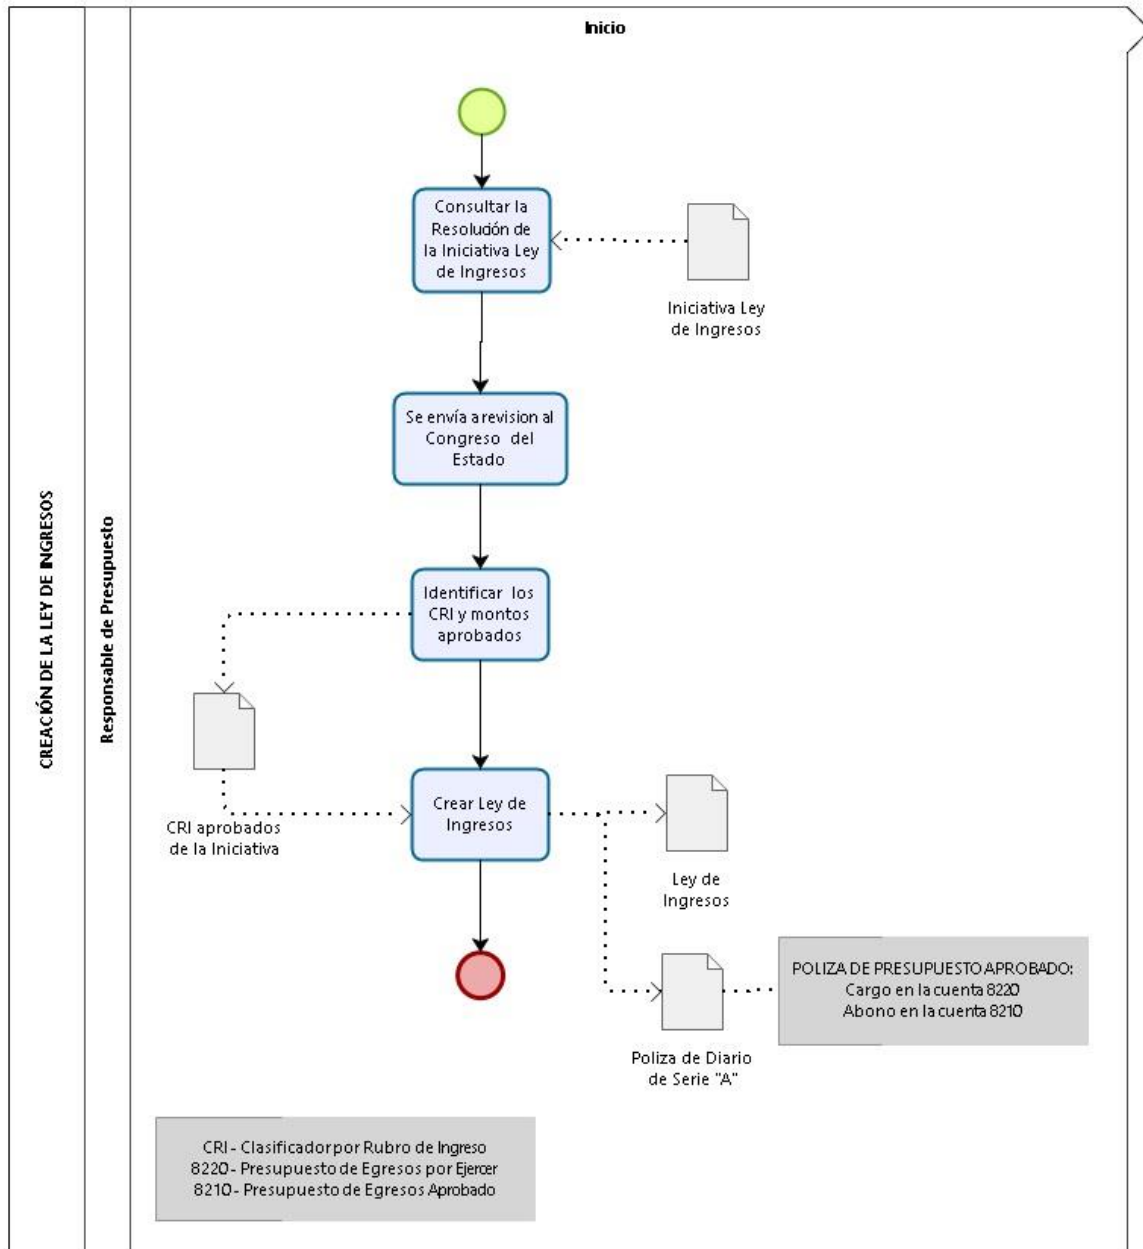 CREACIÓN DE LA LEY DE INGRESOS
Responsable de Presupuesto
Inicio
Consultar la
Resolución de
la Iniciativa Ley
de Ingresos
Iniciativa Ley
de Ingresos
Se envía a revision al
Congreso del
Estado
Identificar los
CRI y montos
aprobados
CRI aprobados
de la Iniciativa
Crear Ley de
Ingresos
Ley de
Ingresos
Poliza de Diario
de Serie "A"
POLIZA DE PRESUPUESTO APROBADO:
Cargo en la cuenta 8220
Abono en la cuenta 8210
CRI - Clasificador por Rubro de Ingreso
8220 - Presupuesto de Egresos por Ejercer
8210 - Presupuesto de Egresos Aprobado